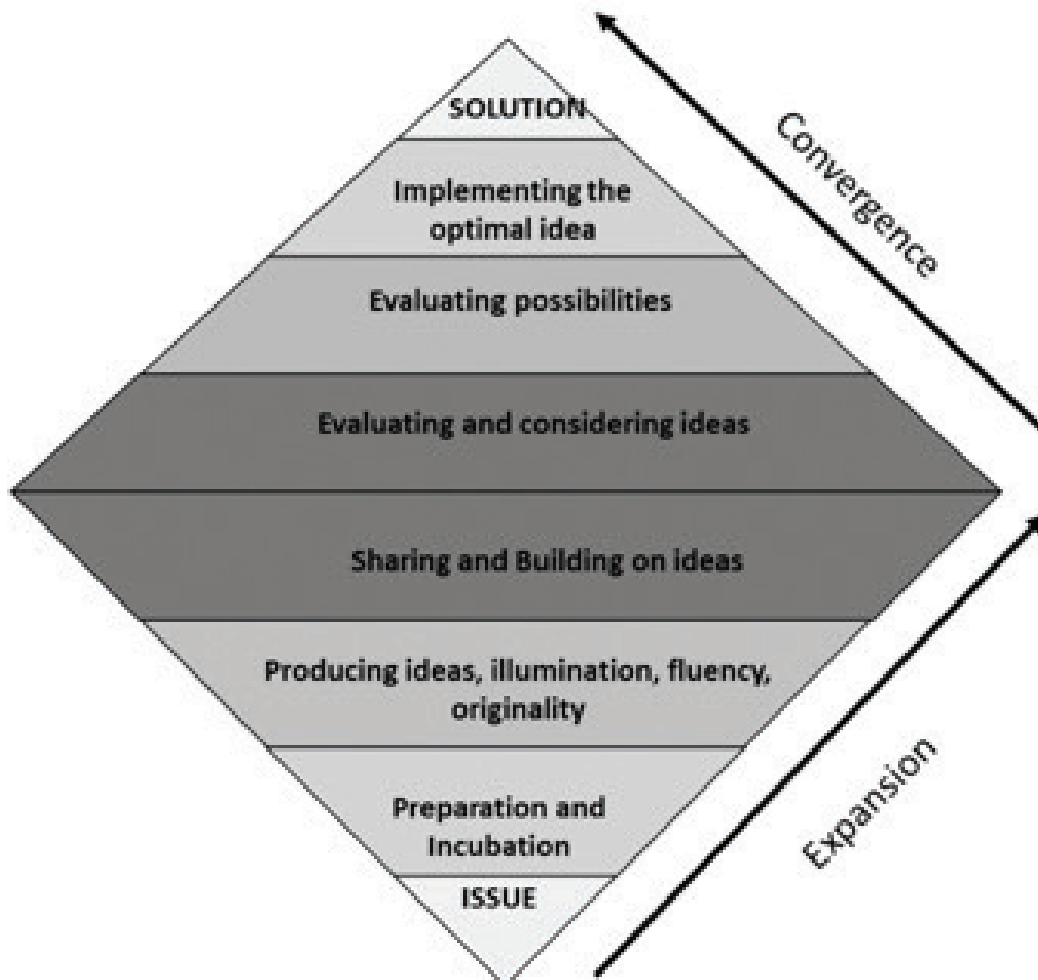 SOLUTION
Implementing the
optimal idea
Evaluating possibilities
Evaluating and considering ideas
Sharing and Building on ideas
Producing ideas, illumination, fluency,
originality
Preparation and
Incubation
ISSUE
Convergence
Expansion